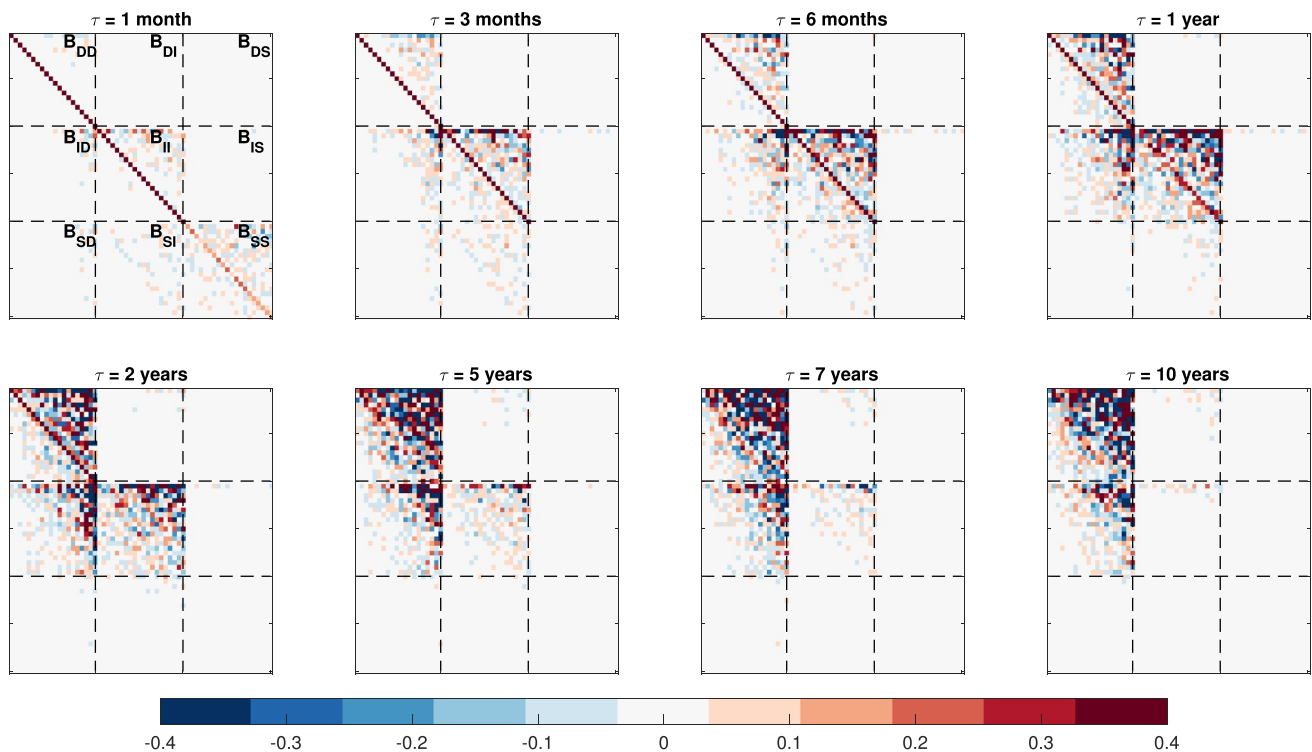 τ = 1 month
τ = 3 months
τ = 6 months
τ = 1 year
B_DD B_DI B_DS
B_ID B_II B_IS
B_SD B_SI B_SS
τ = 2 years
τ = 5 years
τ = 7 years
τ = 10 years
-0.4 -0.3 -0.2 -0.1 0 0.1 0.2 0.3 0.4